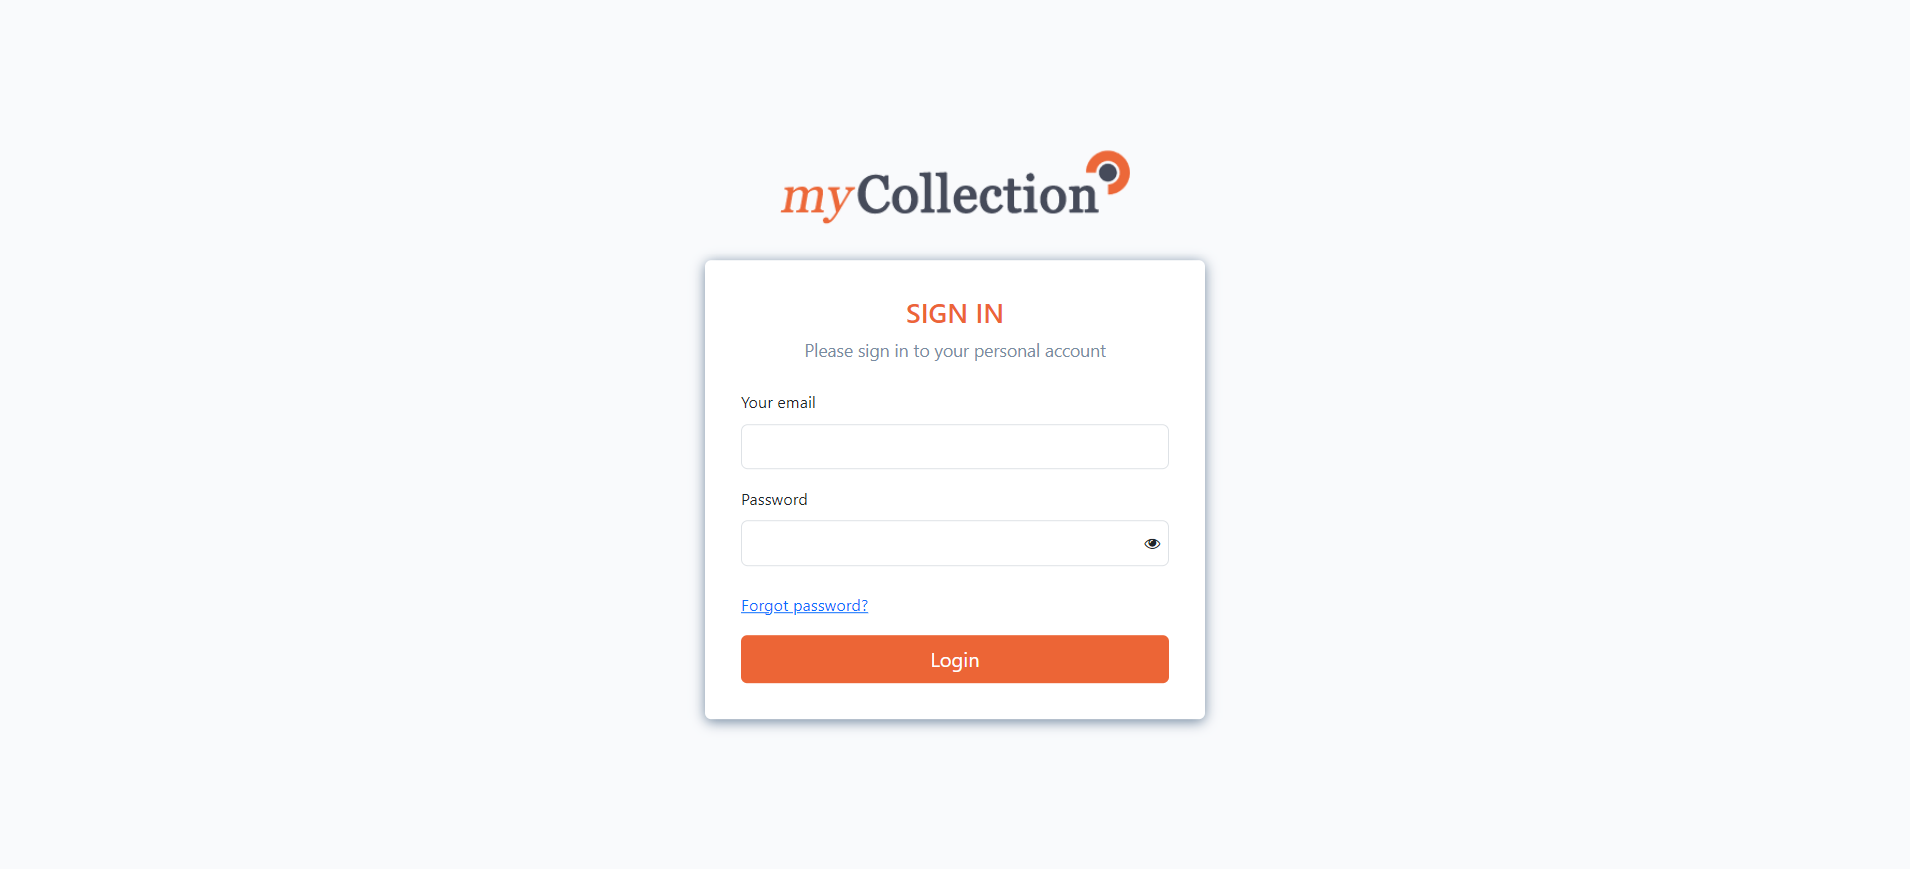 myCollection
SIGN IN
Please sign in to your personal account
Your email
Password
Forgot password?
Login